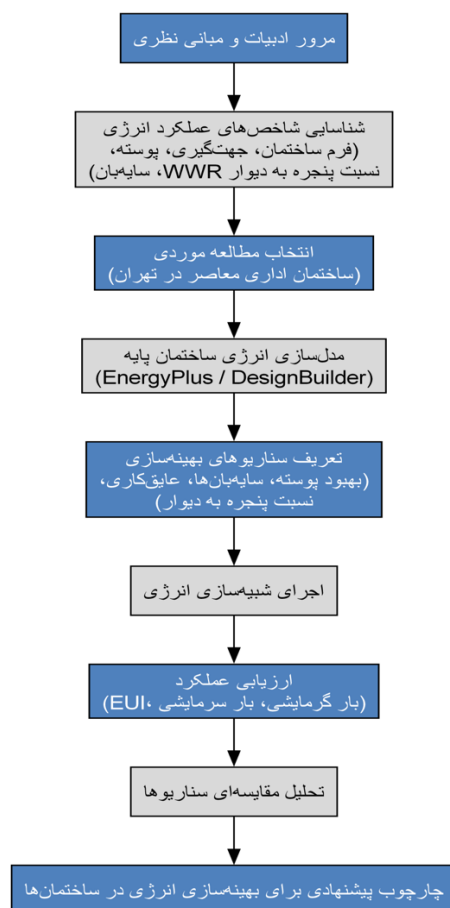 مرور ادبیات و مبانی نظری
شناسایی شاخص‌های عملکرد انرژی
(فرم ساختمان، جهت‌گیری، پوسته،
نسبت پنجره به دیوار WWR، سایه‌بان)
انتخاب مطالعه موردی
(ساختمان اداری معاصر در تهران)
مدل‌سازی انرژی ساختمان پایه
(EnergyPlus / DesignBuilder)
تعریف سناریوهای بهینه‌سازی
(بهبود پوسته، سایه‌بان‌ها، عایق‌کاری،
نسبت پنجره به دیوار)
اجرای شبیه‌سازی انرژی
ارزیابی عملکرد
(بار گرمایشی، بار سرمایشی، EUI)
تحلیل مقایسه‌ای سناریوها
چارچوب پیشنهادی برای بهینه‌سازی انرژی در ساختمان‌ها